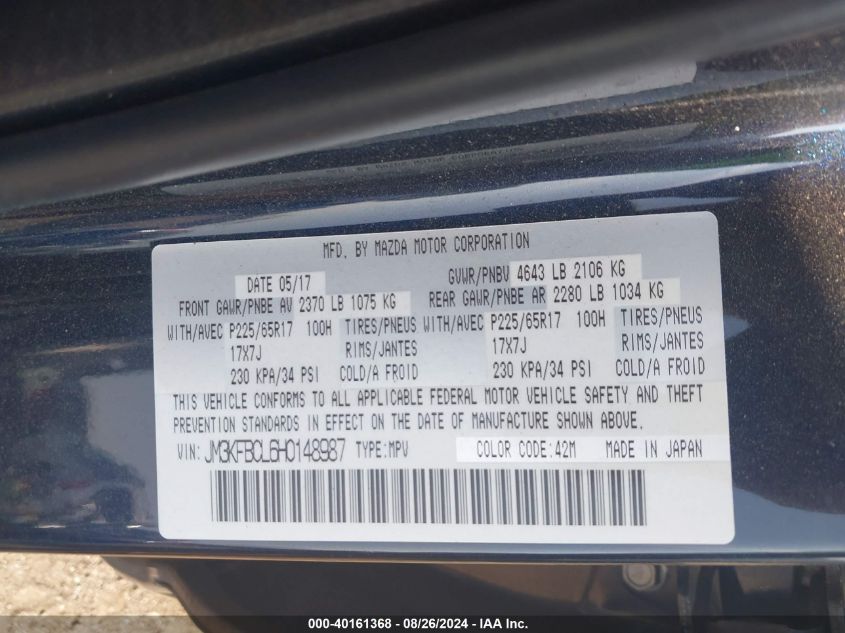 MFD. BY MAZDA MOTOR CORPORATION
DATE 05/17 GVWR/PNBV 4643 LB 2106 KG
FRONT GAWR/PNBE AV 2370 LB 1075 KG REAR GAWR/PNBE AR 2280 LB 1034 KG
WITH/AVEC P225/65R17 100H TIRES/PNEUS WITH/AVEC P225/65R17 100H TIRES/PNEUS
17X7J RIMS/JANTES 17X7J RIMS/JANTES
230 KPA/34 PSI COLD/A FROID 230 KPA/34 PSI COLD/A FROID
THIS VEHICLE CONFORMS TO ALL APPLICABLE FEDERAL MOTOR VEHICLE SAFETY AND THEFT
PREVENTION STANDARDS IN EFFECT ON THE DATE OF MANUFACTURE SHOWN ABOVE.
VIN: JM3KFBCL6H0148987 TYPE:MPV COLOR CODE:42M MADE IN JAPAN
000-40161368 - 08/26/2024 - IAA Inc.